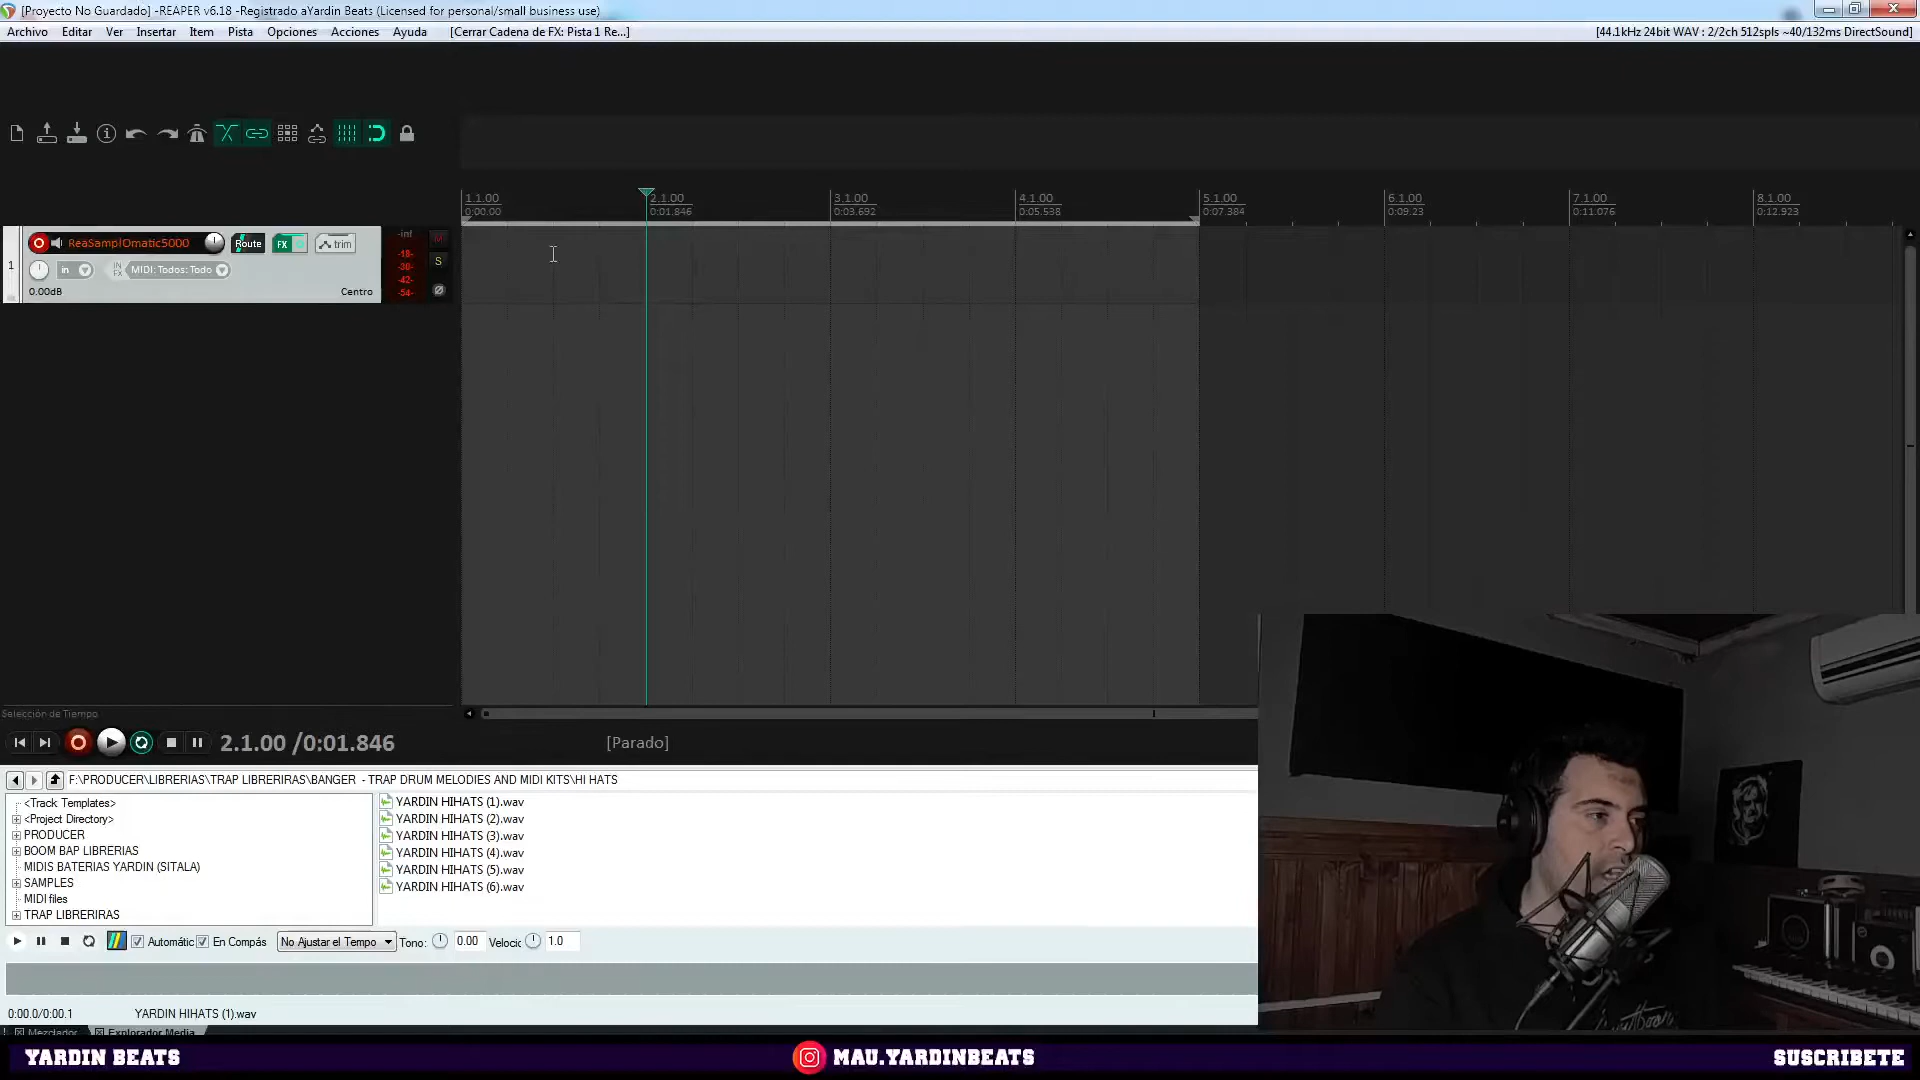 [Proyecto No Guardado] -REAPER v6.18 -Registrado aYardin Beats (Licensed for personal/small business use)
Archivo Editar Ver Insertar Item Pista Opciones Acciones Ayuda [Cerrar Cadena de FX: Pista 1 Re...]
[44.1kHz 24bit WAV : 2/2ch 512spls ~40/132ms DirectSound]
1.1.00 2.1.00 3.1.00 4.1.00 5.1.00 6.1.00 7.1.00 8.1.00
0:00.00 0:01.846 0:03.692 0:05.538 0:07.384 0:09.23 0:11.076 0:12.923
1
ReaSamplOmatic5000 Route FX trim
in IN FX MIDI: Todos: Todo
0.00dB Centro
-inf
-18-
-30-
-42-
-54-
M
S
Selección de Tiempo
2.1.00 /0:01.846 [Parado]
F:\PRODUCER\LIBRERIAS\TRAP LIBRERIRAS\BANGER - TRAP DRUM MELODIES AND MIDI KITS\HI HATS
<Track Templates>
<Project Directory>
PRODUCER
BOOM BAP LIBRERIAS
MIDIS BATERIAS YARDIN (SITALA)
SAMPLES
MIDI files
TRAP LIBRERIRAS
YARDIN HIHATS (1).wav
YARDIN HIHATS (2).wav
YARDIN HIHATS (3).wav
YARDIN HIHATS (4).wav
YARDIN HIHATS (5).wav
YARDIN HIHATS (6).wav
Automátic En Compás No Ajustar el Tempo Tono: 0.00 Velocic 1.0
0:00.0/0:00.1 YARDIN HIHATS (1).wav
Mezclador Explorador Media
YARDIN BEATS MAU.YARDINBEATS SUSCRIBETE